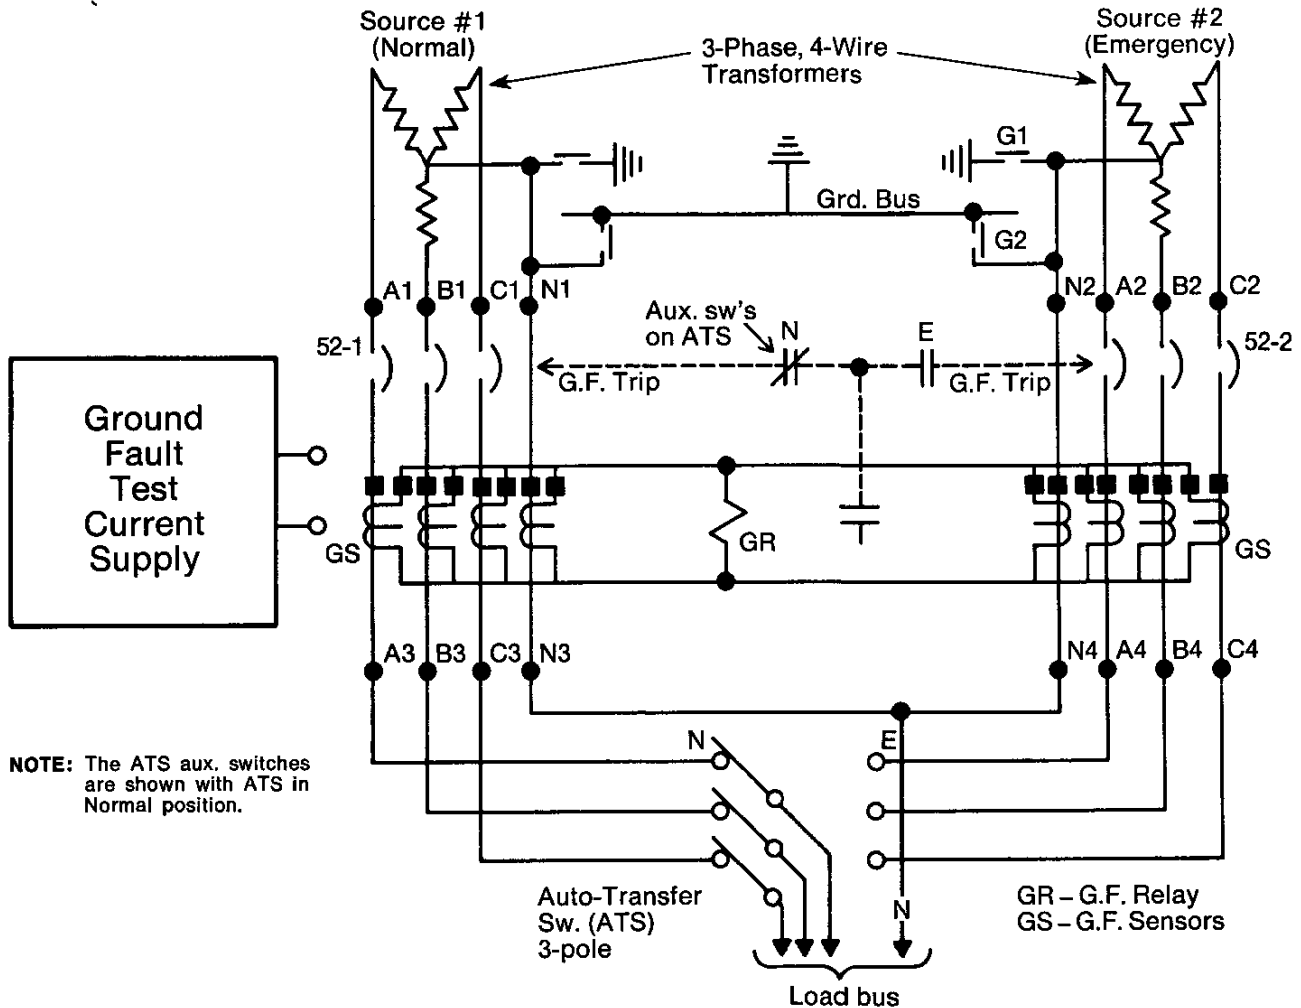 Source #1
(Normal)
3-Phase, 4-Wire
Transformers
Source #2
(Emergency)
G1
Grd. Bus
G2
A1
B1
C1
N1
N2
A2
B2
C2
Aux. sw's
on ATS
N
E
52-1
52-2
G.F. Trip
G.F. Trip
Ground
Fault
Test
Current
Supply
GS
GR
GS
A3
B3
C3
N3
N4
A4
B4
C4
N
E
NOTE: The ATS aux. switches
are shown with ATS in
Normal position.
Auto-Transfer
Sw. (ATS)
3-pole
N
GR – G.F. Relay
GS – G.F. Sensors
Load bus